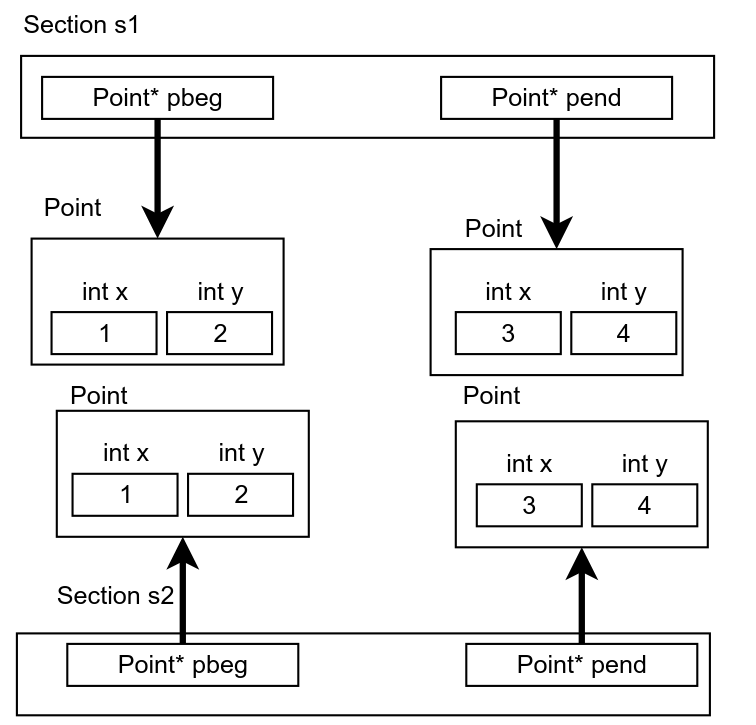 Section s1
Point* pbeg
Point* pend
Point
Point
int x
int y
int x
int y
1
2
3
4
Point
Point
int x
int y
int x
int y
1
2
3
4
Section s2
Point* pbeg
Point* pend